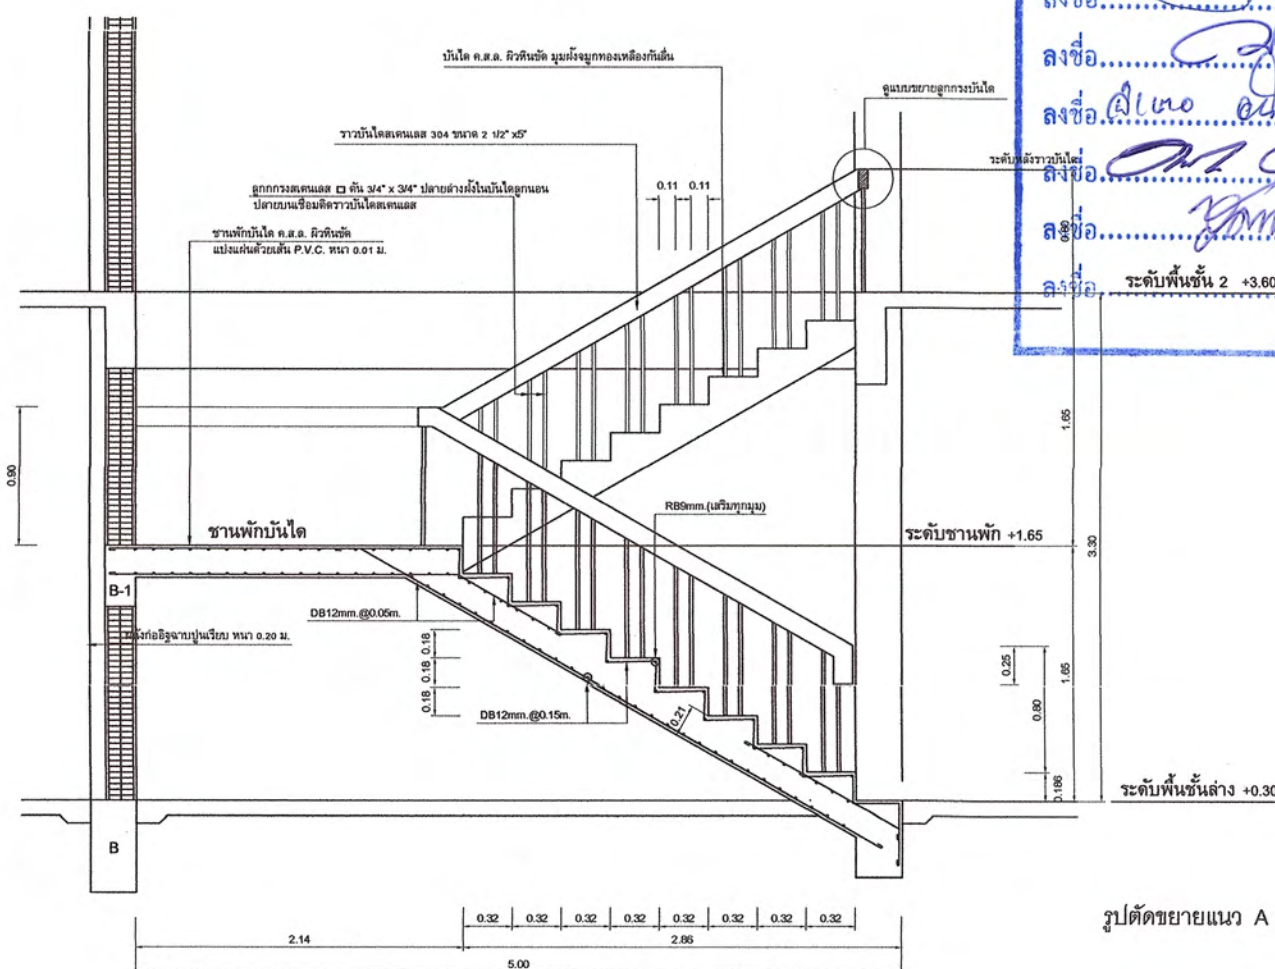 ลงชื่อ
บันได ค.ส.ล. ผิวหินขัด มุมฝังจมูกทองเหลืองกันลื่น
ลงชื่อ
ดูแบบขยายลูกกรงบันได
ลงชื่อ
ราวบันไดสเตนเลส 304 ขนาด 2 1/2" x5"
ระดับหลังราวบันได
ลงชื่อ
ลูกกกรงสเตนเลส ตัน 3/4" x 3/4" ปลายล่างฝังในบันไดลูกนอน
ปลายบนเชื่อมติดราวบันไดสเตนเลส
0.11 0.11
ชานพักบันได ค.ส.ล. ผิวหินขัด
แบ่งแผ่นด้วยเส้น P.V.C. หนา 0.01 ม.
ลงชื่อ
0.80
ลงชื่อ
ระดับพื้นชั้น 2 +3.60
0.90
1.65
RB9mm.(เสริมทุกมุม)
ชานพักบันได
ระดับชานพัก +1.65
3.30
B-1
DB12mm.@0.05m.
ผนังก่ออิฐฉาบปูนเรียบ หนา 0.20 ม.
0.18
0.18
0.18
DB12mm.@0.15m.
0.21
0.25
0.80
1.65
0.186
ระดับพื้นชั้นล่าง +0.30
B
0.32 0.32 0.32 0.32 0.32 0.32 0.32 0.32
2.14
2.86
5.00
รูปตัดขยายแนว A